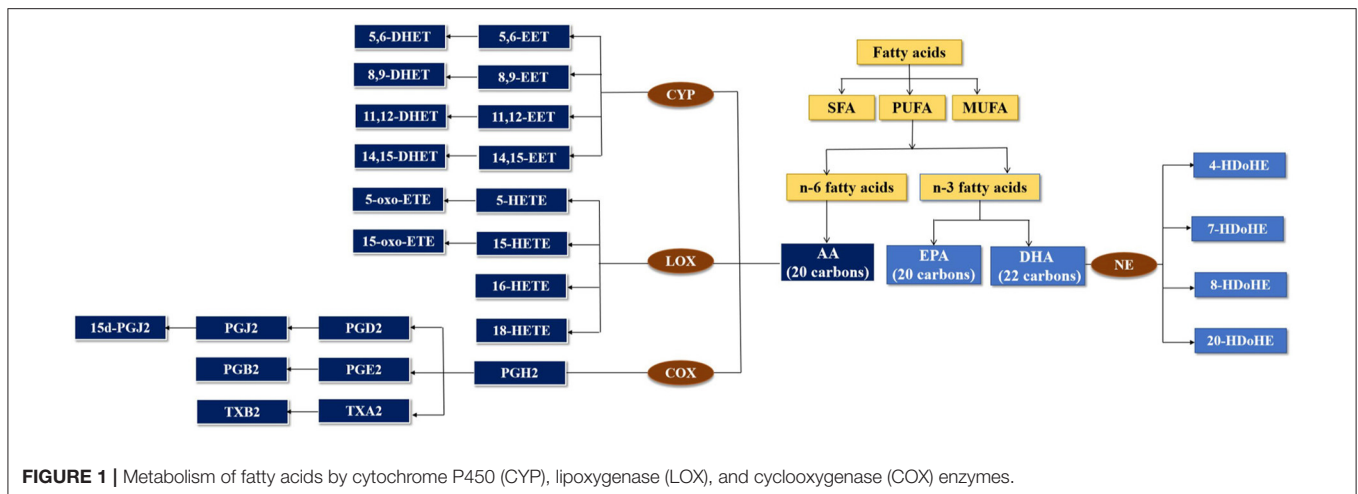 5,6-DHET
5,6-EET
8,9-DHET
8,9-EET
11,12-DHET
11,12-EET
14,15-DHET
14,15-EET
CYP
5-oxo-ETE
5-HETE
15-oxo-ETE
15-HETE
16-HETE
18-HETE
LOX
15d-PGJ2
PGJ2
PGD2
PGB2
PGE2
PGH2
TXB2
TXA2
COX
Fatty acids
SFA
PUFA
MUFA
n-6 fatty acids
n-3 fatty acids
AA
(20 carbons)
EPA
(20 carbons)
DHA
(22 carbons)
NE
4-HDoHE
7-HDoHE
8-HDoHE
20-HDoHE
FIGURE 1 | Metabolism of fatty acids by cytochrome P450 (CYP), lipoxygenase (LOX), and cyclooxygenase (COX) enzymes.